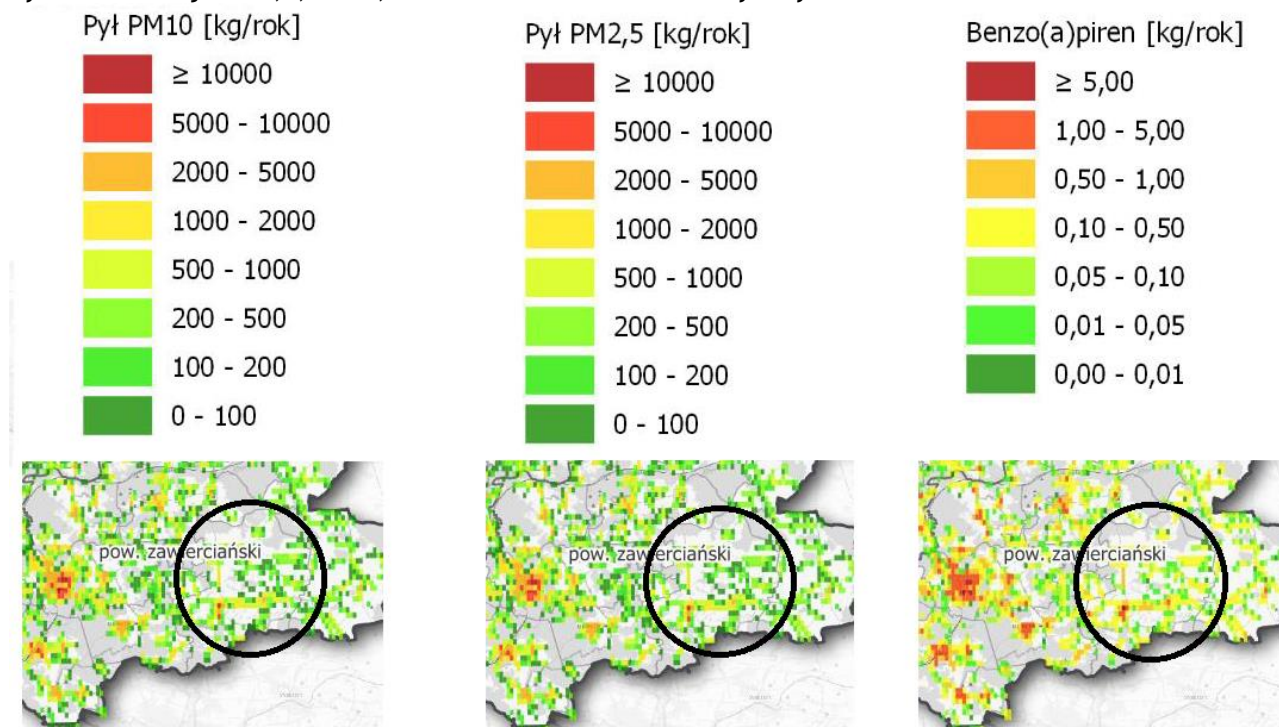 Pył PM10 [kg/rok]
≥ 10000
5000 - 10000
2000 - 5000
1000 - 2000
500 - 1000
200 - 500
100 - 200
0 - 100
Pył PM2,5 [kg/rok]
≥ 10000
5000 - 10000
2000 - 5000
1000 - 2000
500 - 1000
200 - 500
100 - 200
0 - 100
Benzo(a)piren [kg/rok]
≥ 5,00
1,00 - 5,00
0,50 - 1,00
0,10 - 0,50
0,05 - 0,10
0,01 - 0,05
0,00 - 0,01
pow. zawierciański
pow. zawierciański
pow. zawierciański